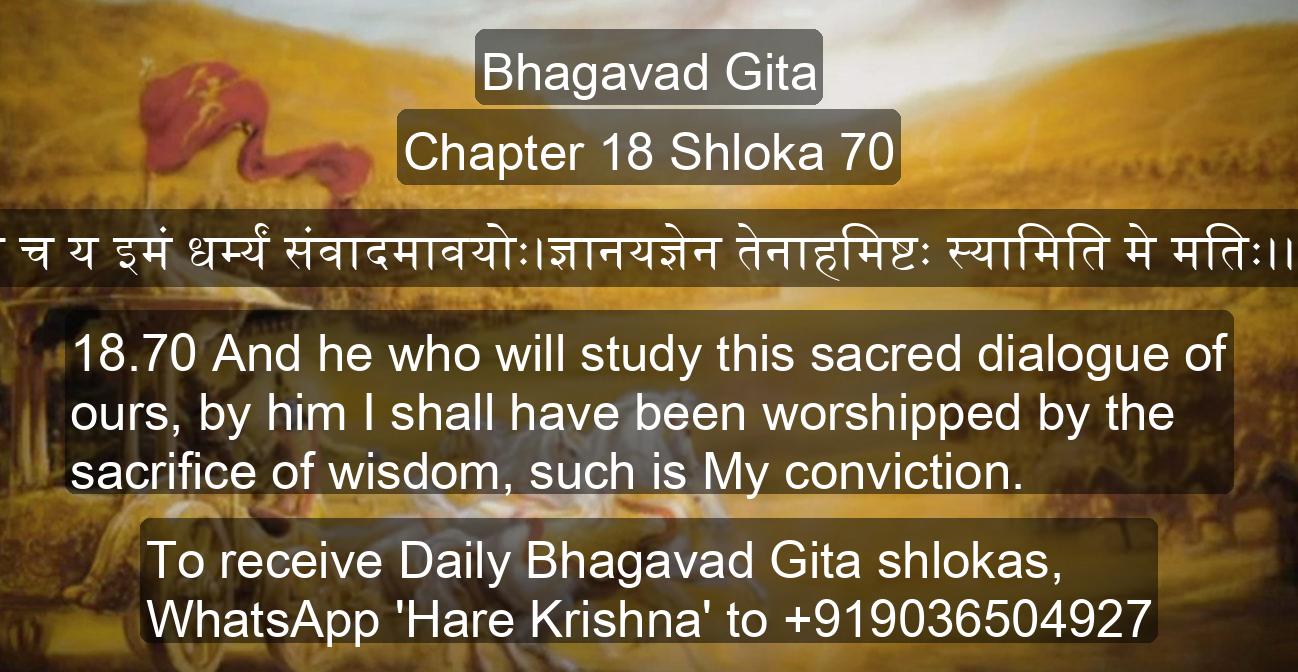 Bhagavad Gita
Chapter 18 Shloka 70
च य इमं धर्म्यं संवादमावयोः।ज्ञानयज्ञेन तेनाहमिष्टः स्यामिति मे मतिः।।
18.70 And he who will study this sacred dialogue of
ours, by him I shall have been worshipped by the
sacrifice of wisdom, such is My conviction.
To receive Daily Bhagavad Gita shlokas,
WhatsApp 'Hare Krishna' to +919036504927